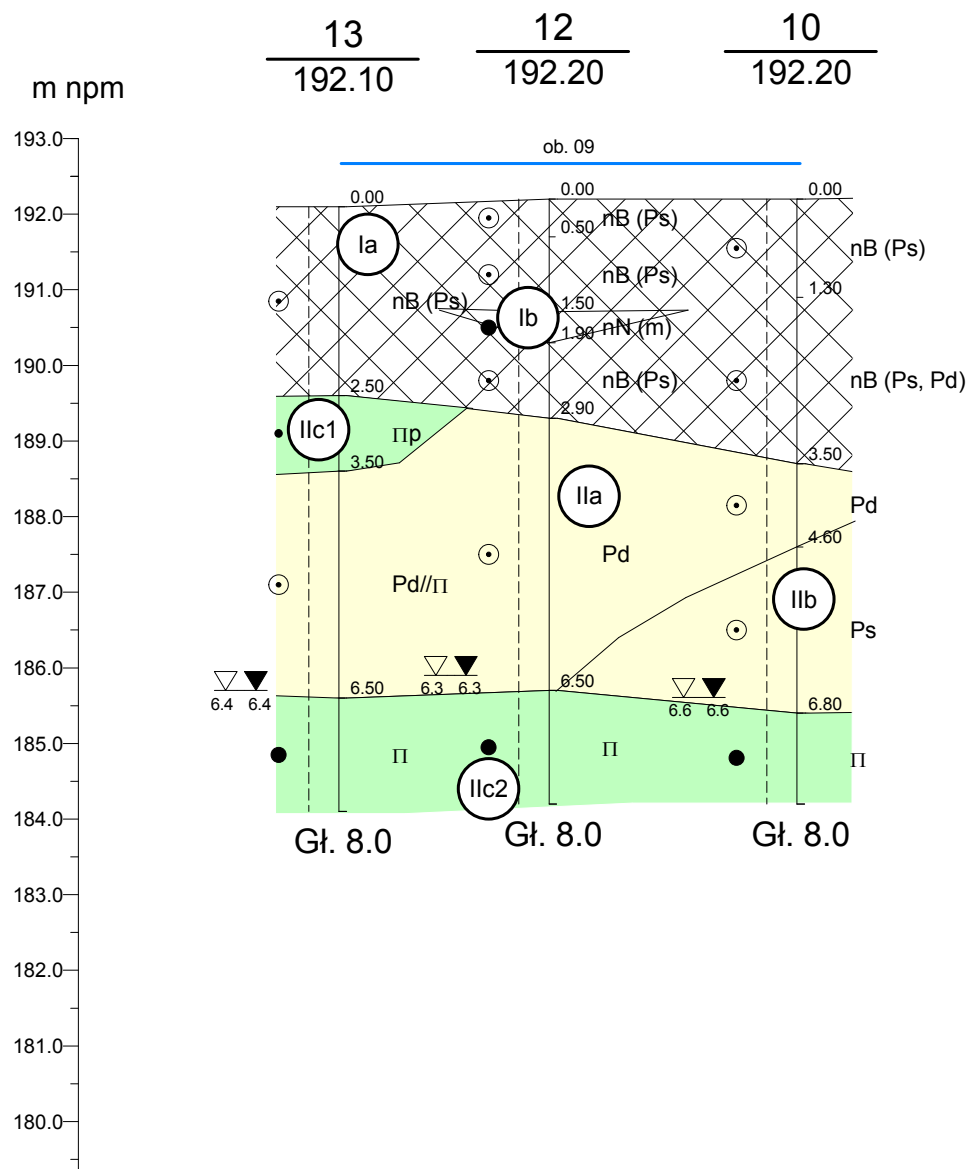 13 12 10
192.10 192.20 192.20
m npm
193.0
ob. 09
0.00 0.00 0.00
192.0
nB (Ps)
0.50
Ia
nB (Ps)
191.0
nB (Ps)
1.30
nB (Ps)
1.50
Ib
nN (m)
1.90
190.0
nB (Ps)
nB (Ps, Pd)
2.50
2.90
189.0
IIc1
Πp
3.50
3.50
IIa
188.0
Pd
4.60
Pd
187.0
Pd//Π
IIb
Ps
186.0
6.4 6.4
6.3 6.3
6.6 6.6
6.50 6.50 6.80
185.0
Π Π Π
IIc2
184.0
Gł. 8.0 Gł. 8.0 Gł. 8.0
183.0
182.0
181.0
180.0